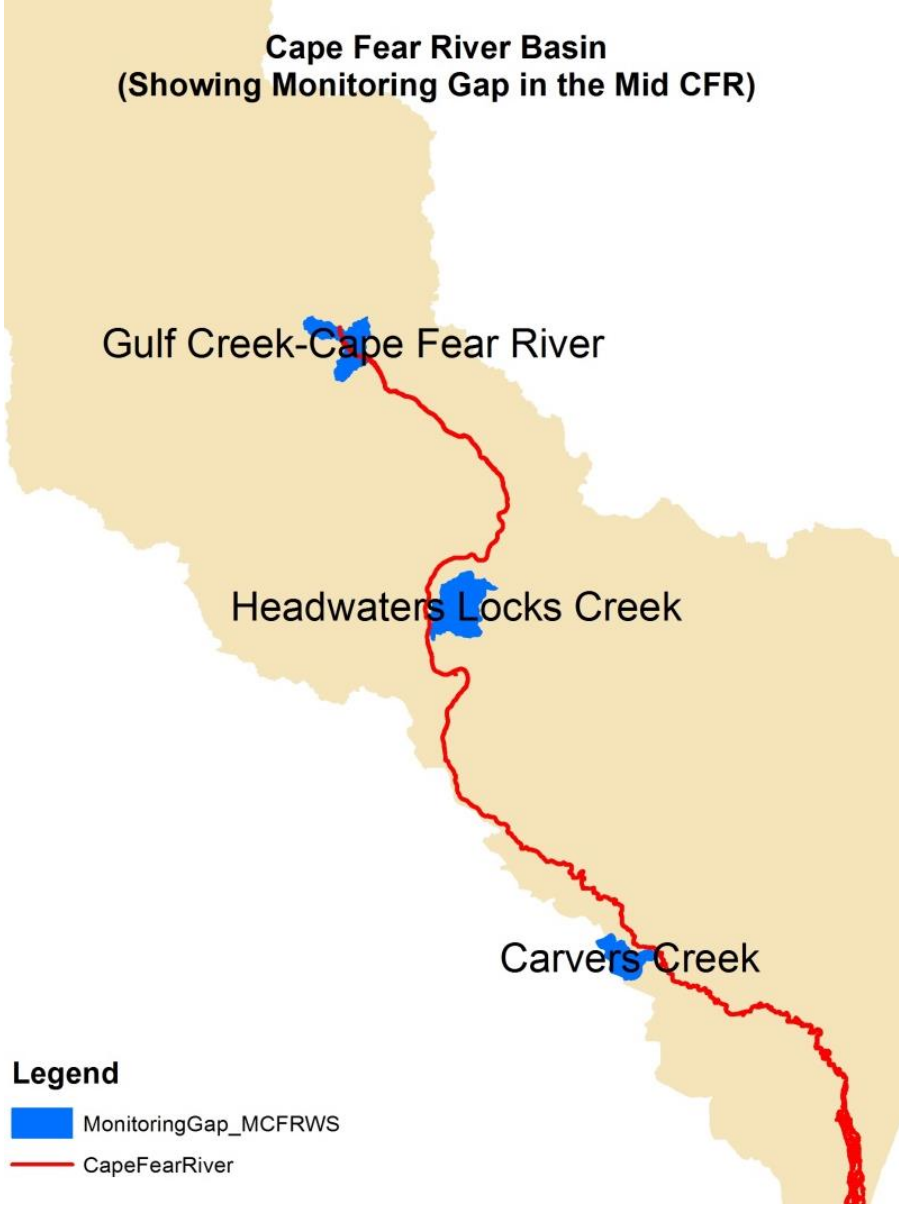 Cape Fear River Basin
(Showing Monitoring Gap in the Mid CFR)
Gulf Creek-Cape Fear River
Headwaters Locks Creek
Carvers Creek
Legend
MonitoringGap_MCFRWS
CapeFearRiver